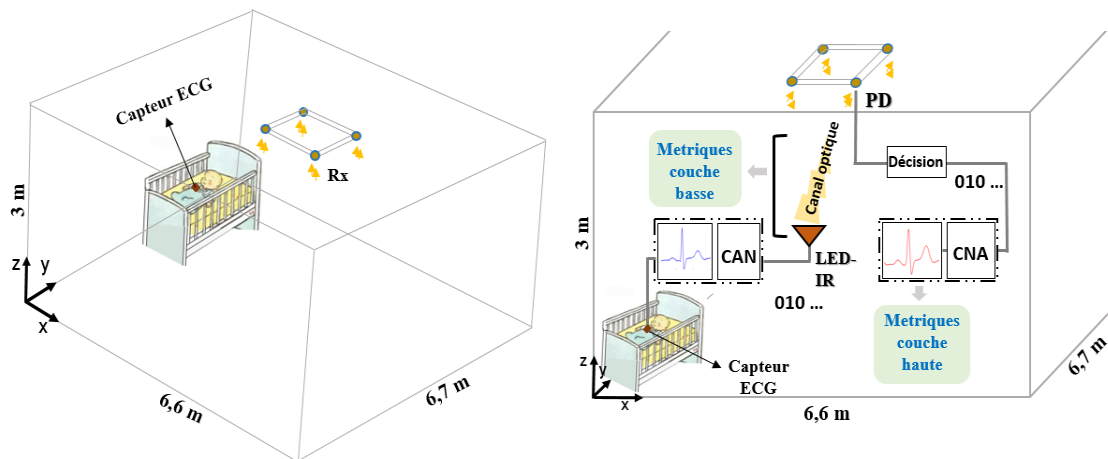 Capteur ECG
Rx
3 m
z
y
x
6,6 m
6,7 m
PD
Metriques
couche
basse
Canal optique
Décision
010 ...
3 m
CAN
LED-
IR
CNA
010 ...
Metriques
couche
haute
Capteur
ECG
z
y
x
6,6 m
6,7 m